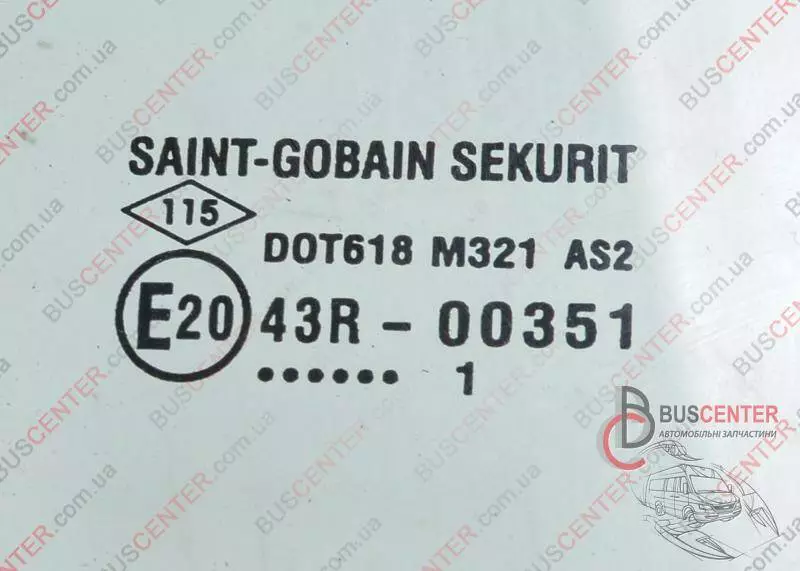 SAINT-GOBAIN SEKURIT
115
DOT618 M321 AS2
E20 43R - 00351
...... 1
BUSCENTER
АВТОМОБІЛЬНІ ЗАПЧАСТИНИ
BUSCENTER.com.ua